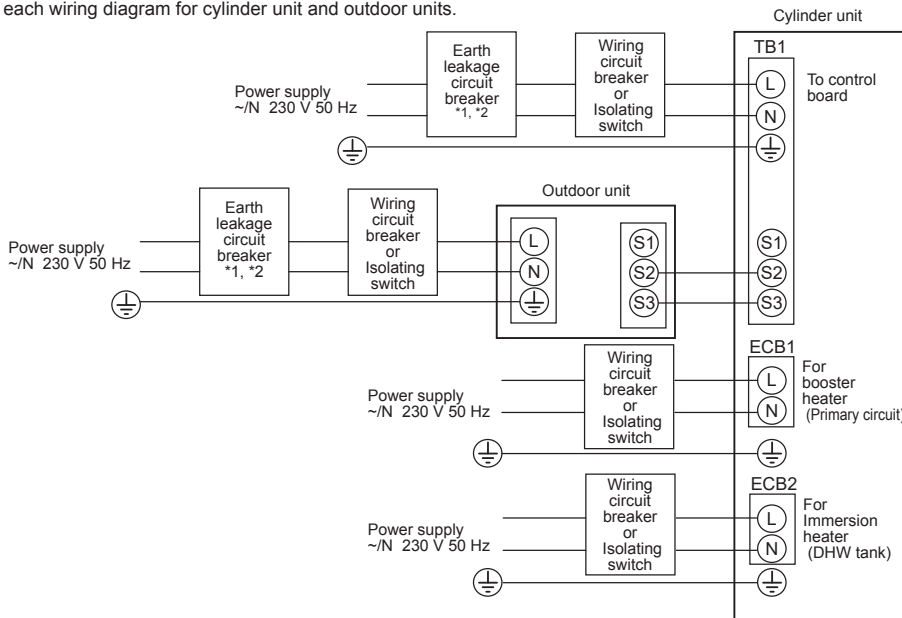 each wiring diagram for cylinder unit and outdoor units.
Cylinder unit
Power supply
~/N 230 V 50 Hz
Earth
leakage
circuit
breaker
*1, *2
Wiring
circuit
breaker
or
Isolating
switch
TB1
L
N
To control
board
Power supply
~/N 230 V 50 Hz
Earth
leakage
circuit
breaker
*1, *2
Wiring
circuit
breaker
or
Isolating
switch
Outdoor unit
L
N
S1
S2
S3
S1
S2
S3
Power supply
~/N 230 V 50 Hz
Wiring
circuit
breaker
or
Isolating
switch
ECB1
L
N
For
booster
heater
(Primary circuit)
Power supply
~/N 230 V 50 Hz
Wiring
circuit
breaker
or
Isolating
switch
ECB2
L
N
For
Immersion
heater
(DHW tank)